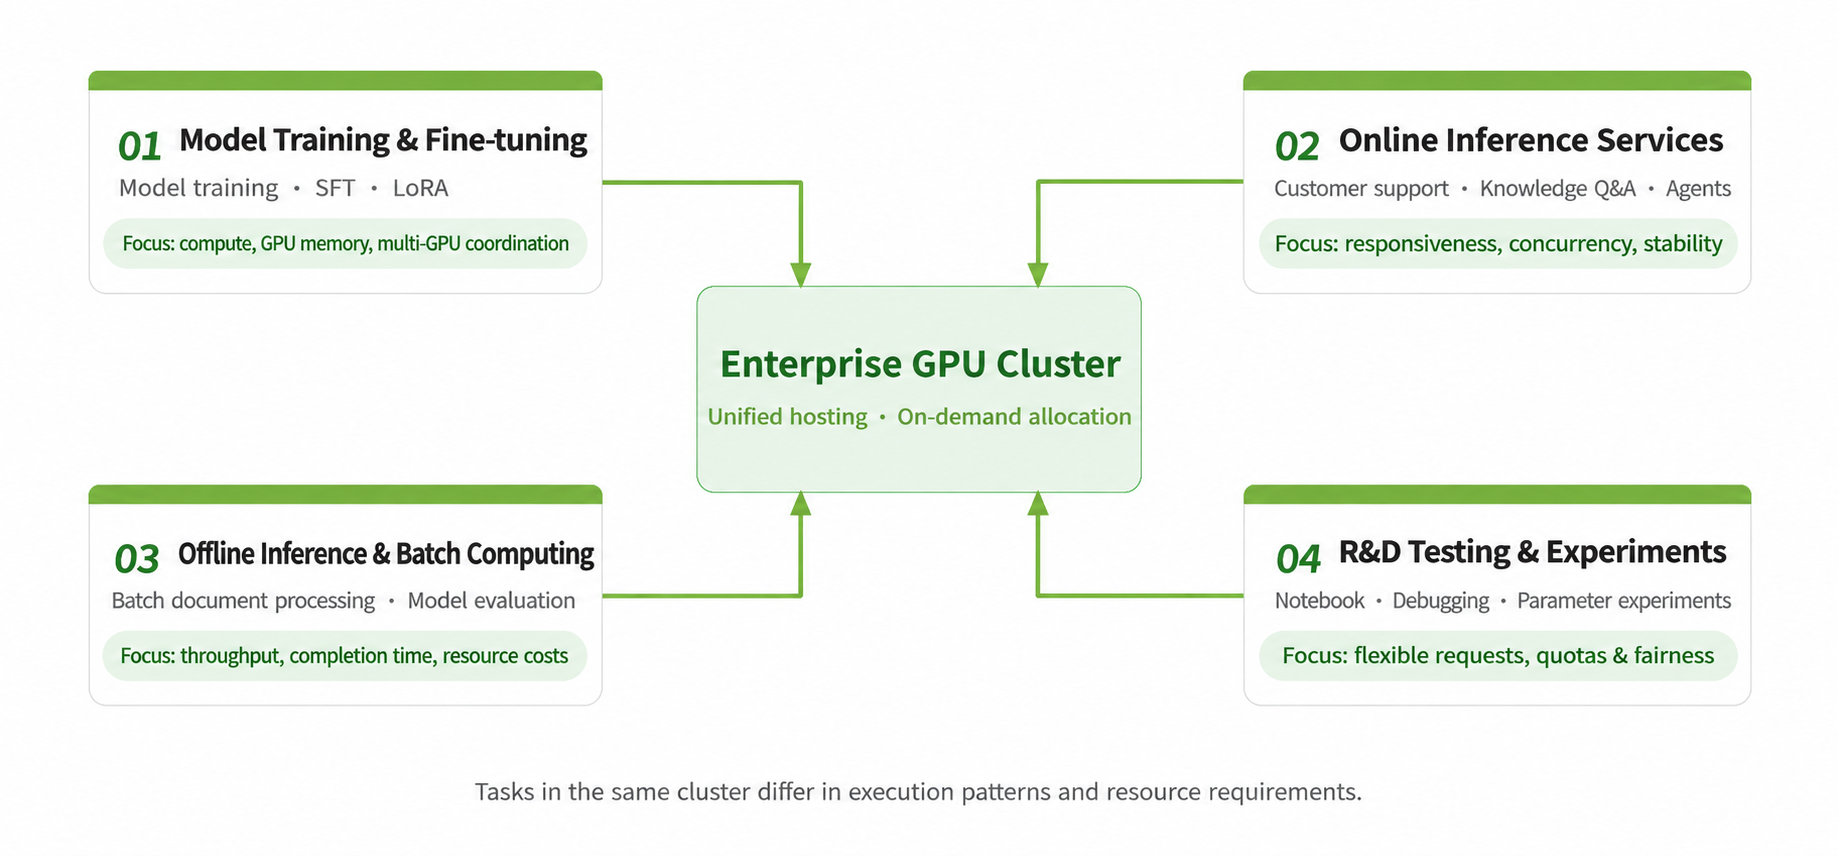 01 Model Training & Fine-tuning
Model training • SFT • LoRA
Focus: compute, GPU memory, multi-GPU coordination
02 Online Inference Services
Customer support • Knowledge Q&A • Agents
Focus: responsiveness, concurrency, stability
Enterprise GPU Cluster
Unified hosting • On-demand allocation
03 Offline Inference & Batch Computing
Batch document processing • Model evaluation
Focus: throughput, completion time, resource costs
04 R&D Testing & Experiments
Notebook • Debugging • Parameter experiments
Focus: flexible requests, quotas & fairness
Tasks in the same cluster differ in execution patterns and resource requirements.